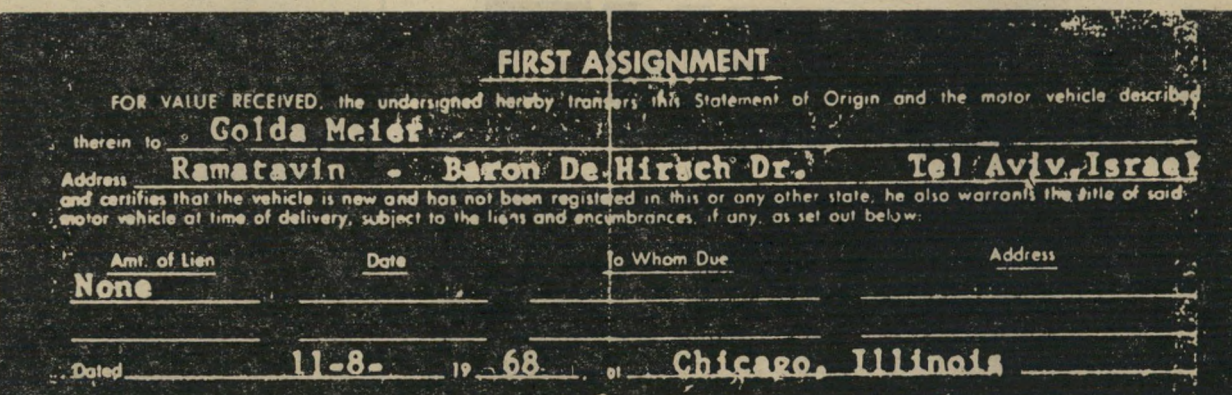 FIRST ASSIGNMENT
FOR VALUE RECEIVED, the undersigned hereby transfers this Statement of Origin and the motor vehicle described
therein to Golda Meier
Address Ramatavin - Baron De Hirsch Dr. Tel Aviv, Israel
and certifies that the vehicle is new and has not been registered in this or any other state, he also warrants the title of said
motor vehicle at time of delivery, subject to the liens and encumbrances, if any, as set out below:
Amt. of Lien Date To Whom Due Address
None
Dated 11-8- 19 68 at Chicago, Illinois